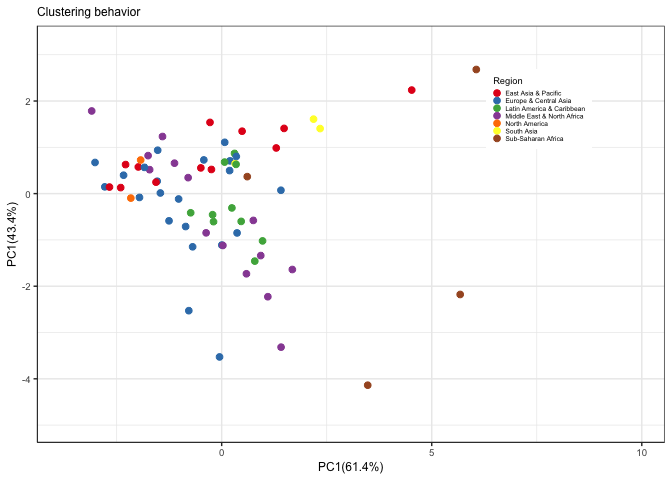 Clustering behavior
PC1(43.4%)
2
0
-2
-4
Region
East Asia & Pacific
Europe & Central Asia
Latin America & Caribbean
Middle East & North Africa
North America
South Asia
Sub-Saharan Africa
0
5
10
PC1(61.4%)